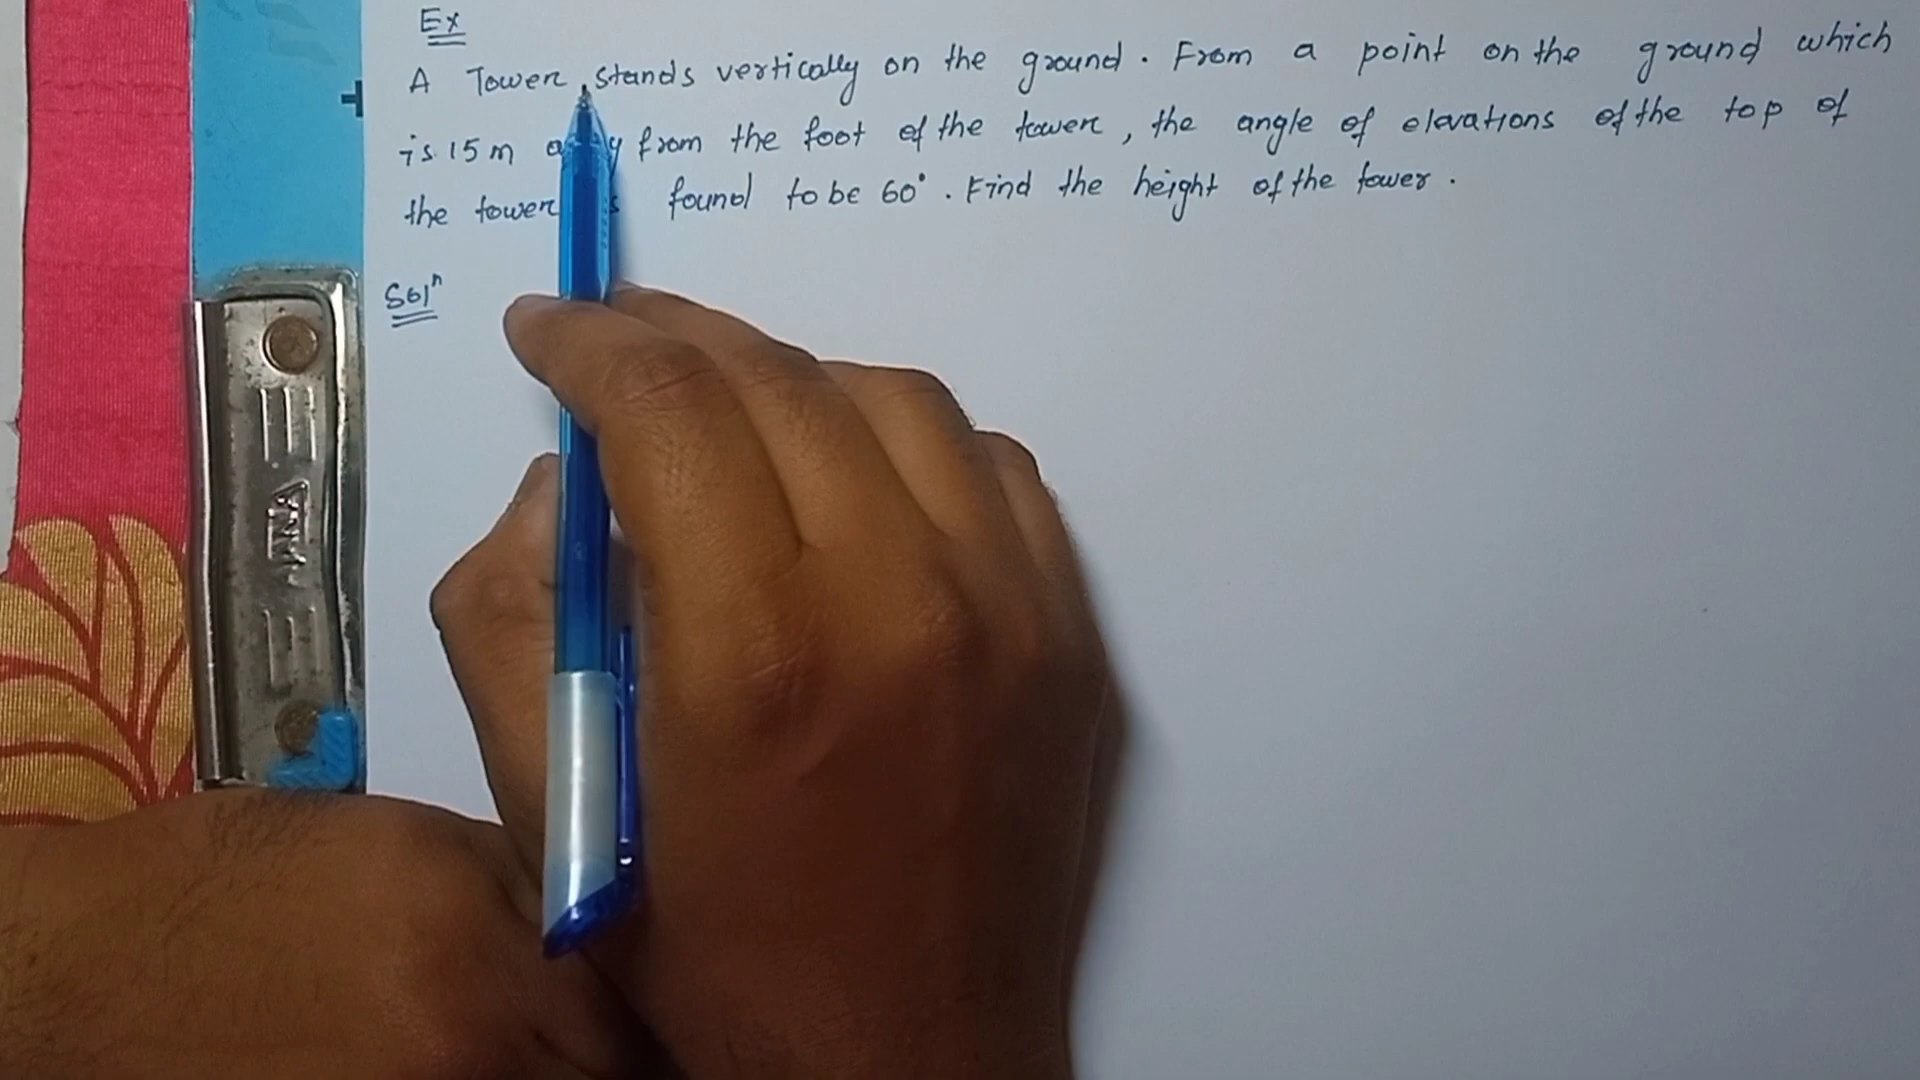 Ex
A Tower stands vertically on the ground. From a point on the ground which
is 15 m from the foot of the tower, the angle of elevations of the top of
the tower found to be 60°. Find the height of the tower.
Solⁿ